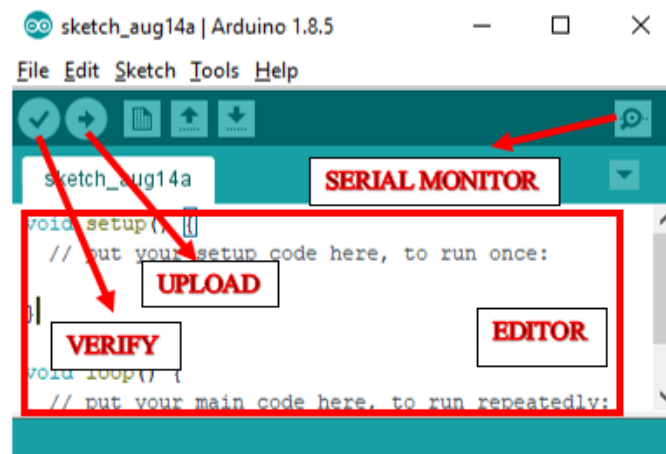 sketch_aug14a | Arduino 1.8.5
File Edit Sketch Tools Help
sketch_aug14a
SERIAL MONITOR
void setup() {
// put your setup code here, to run once:
UPLOAD
}
VERIFY
EDITOR
void loop() {
// put your main code here, to run repeatedly: